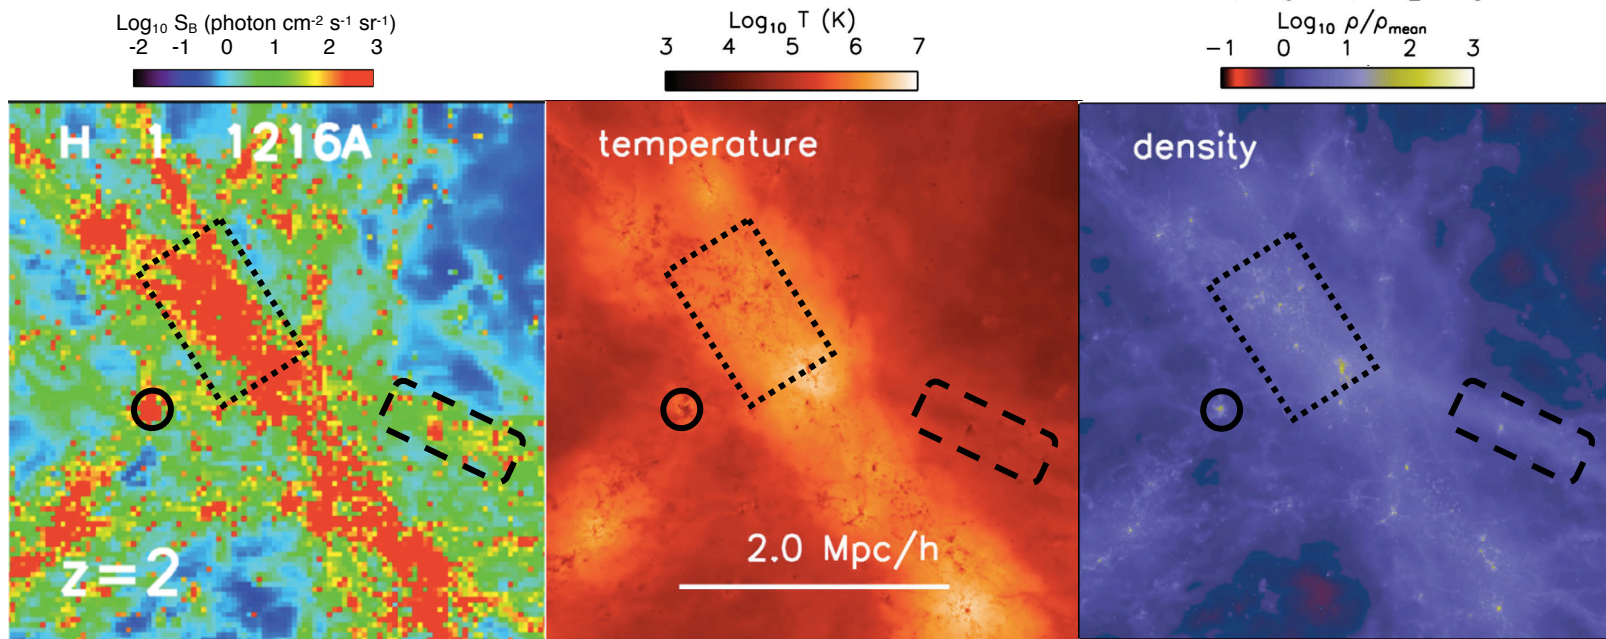 Log₁₀ S_B (photon cm⁻² s⁻¹ sr⁻¹)
-2 -1 0 1 2 3
Log₁₀ T (K)
3 4 5 6 7
Log₁₀ ρ/ρ_mean
−1 0 1 2 3
H 1 1216A
temperature
density
2.0 Mpc/h
z=2